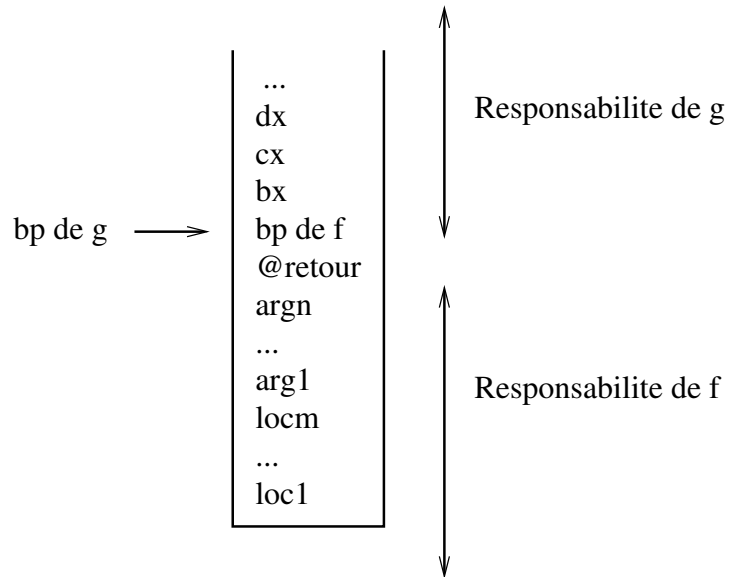 ...
dx
Responsabilite de g
cx
bx
bp de g
bp de f
@retour
argn
...
arg1
Responsabilite de f
locm
...
loc1